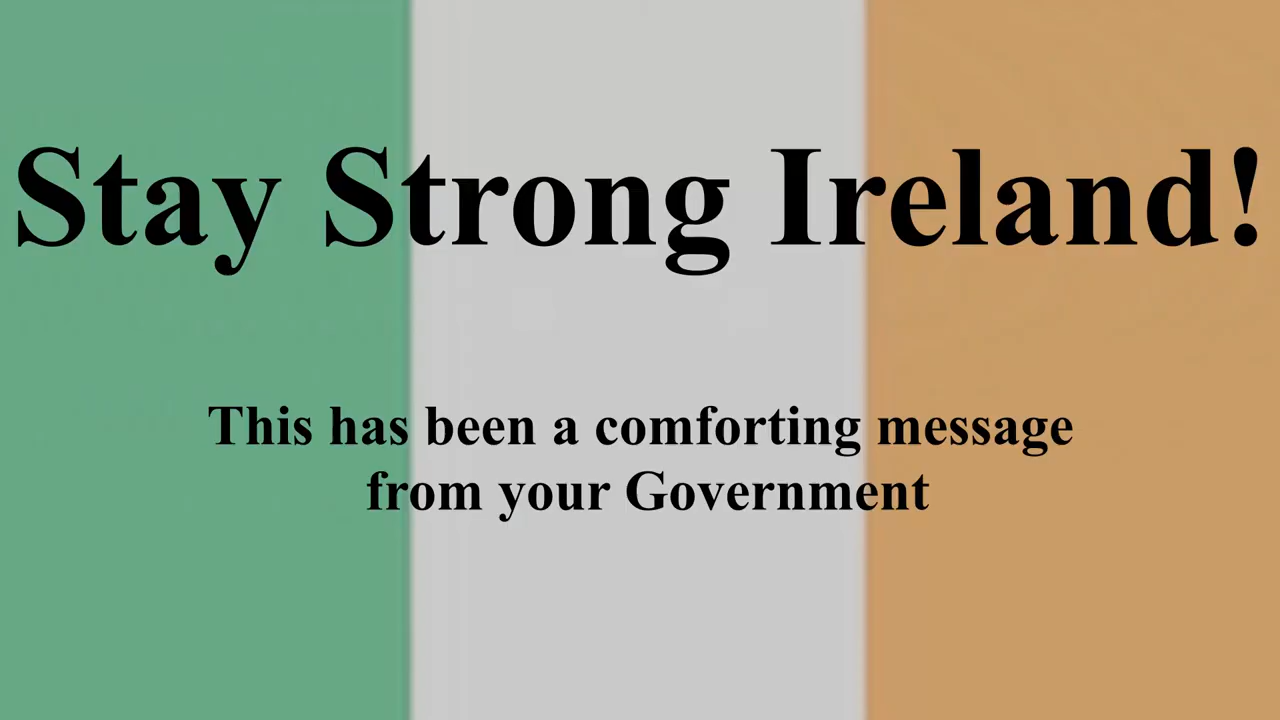 Stay Strong Ireland!
This has been a comforting message
from your Government